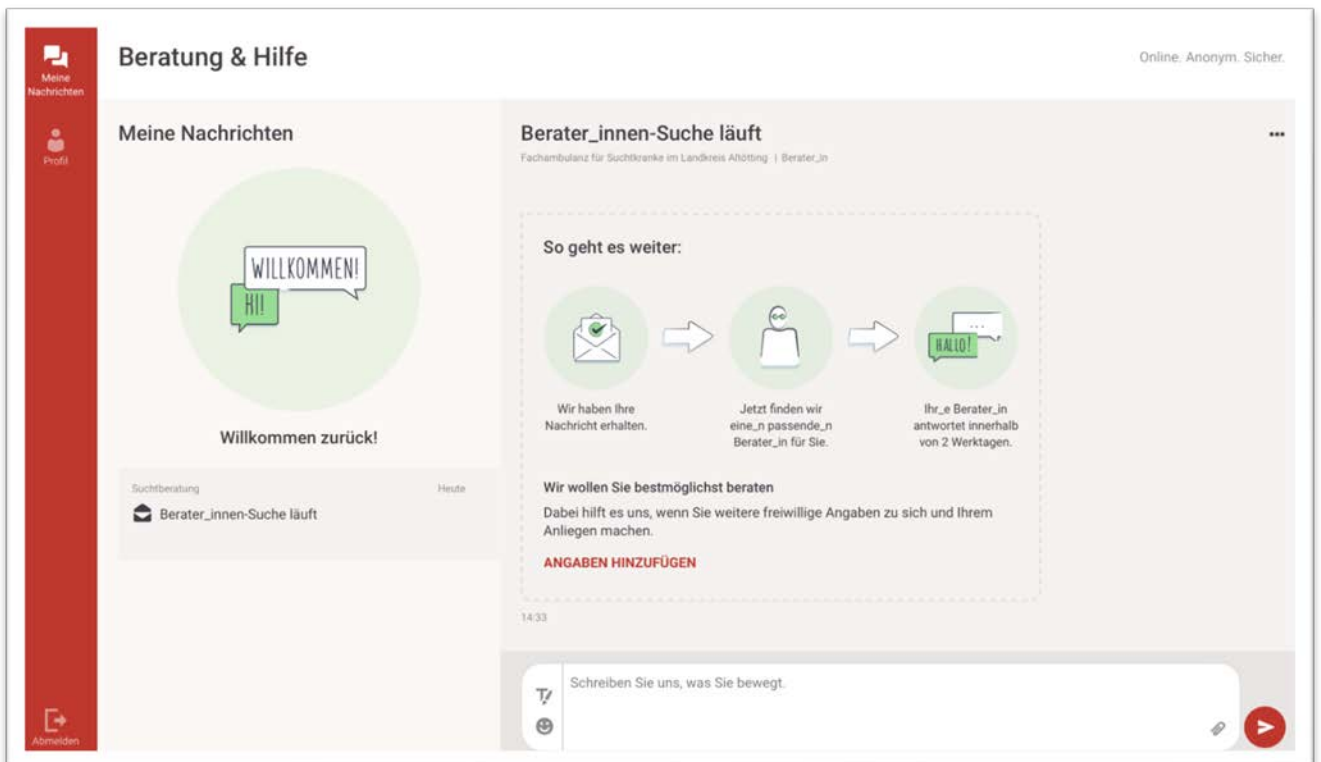 Meine
Nachrichten
Profil
Abmelden
Beratung & Hilfe
Online. Anonym. Sicher.
Meine Nachrichten
WILLKOMMEN!
HI!
Willkommen zurück!
Suchtberatung
Heute
Berater_innen-Suche läuft
Berater_innen-Suche läuft
Fachambulanz für Suchtkranke im Landkreis Altötting | Berater_in
So geht es weiter:
HALLO!
Wir haben Ihre
Nachricht erhalten.
Jetzt finden wir
eine_n passende_n
Berater_in für Sie.
Ihr_e Berater_in
antwortet innerhalb
von 2 Werktagen.
Wir wollen Sie bestmöglichst beraten
Dabei hilft es uns, wenn Sie weitere freiwillige Angaben zu sich und Ihrem
Anliegen machen.
ANGABEN HINZUFÜGEN
14:33
Schreiben Sie uns, was Sie bewegt.